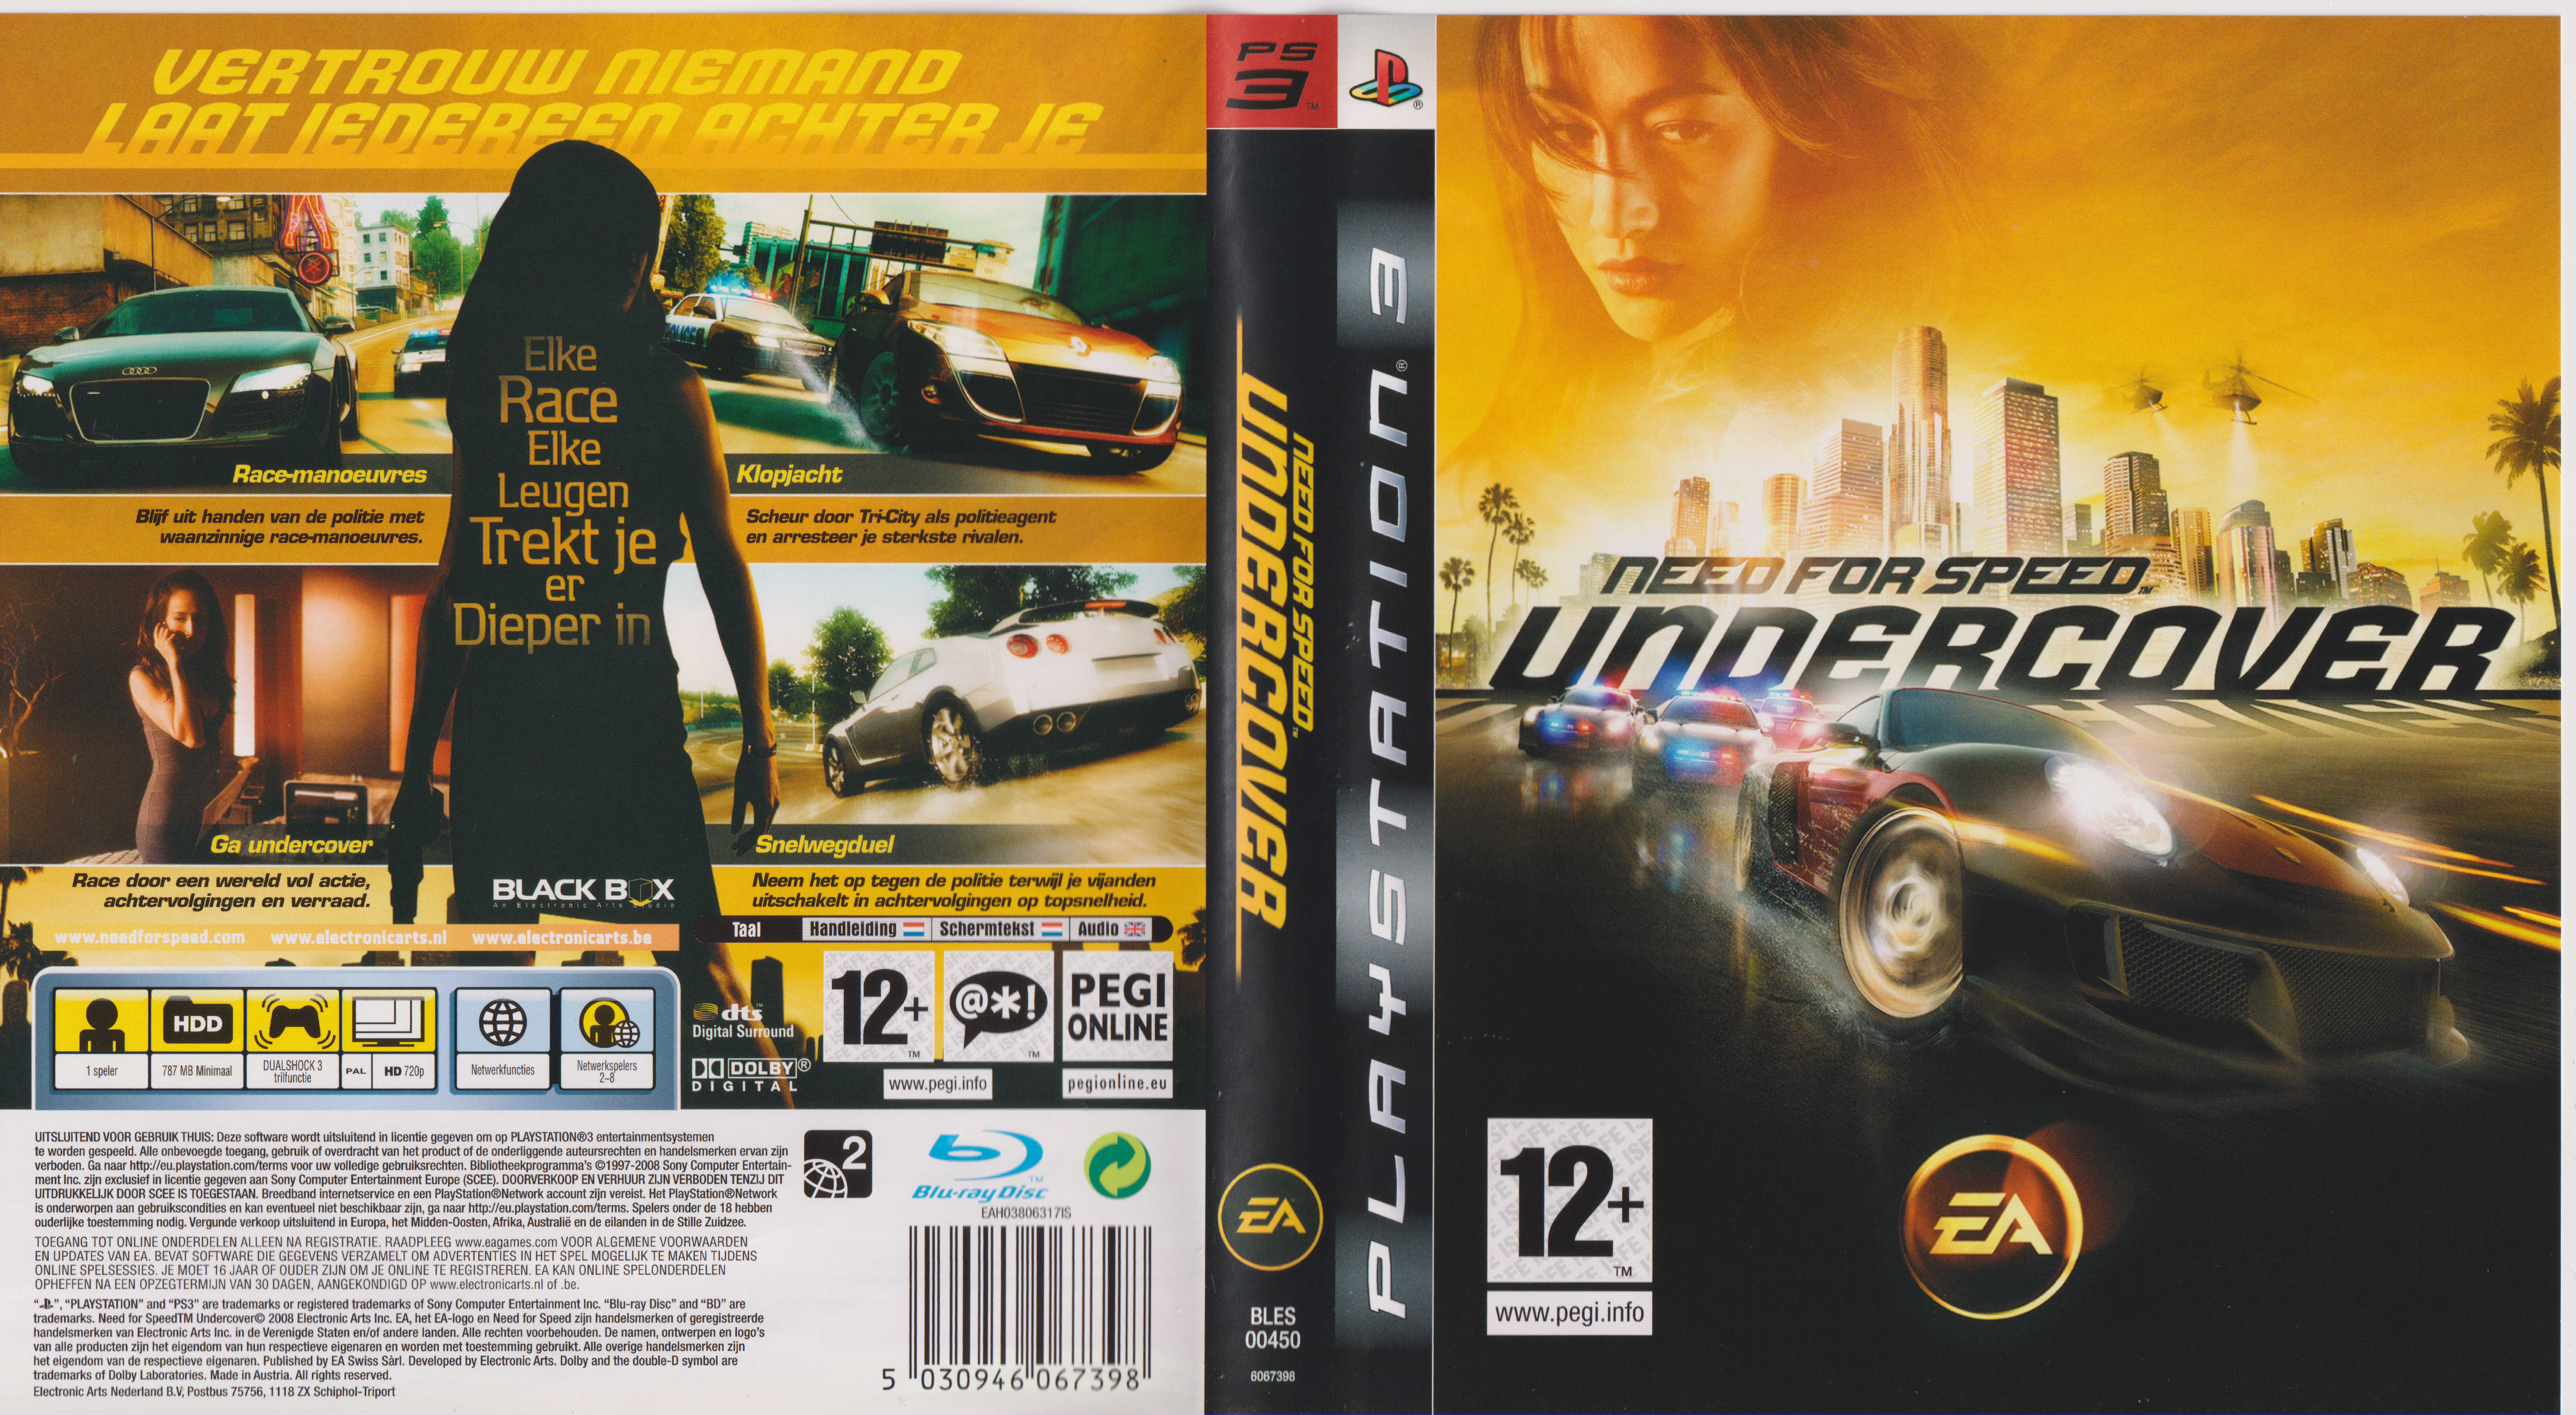 VERTROUW NIEMAND
LAAT IEDEREEN ACHTER JE
Elke
Race
Elke
Leugen
Trekt je
er
Dieper in
POLICE
Race-manoeuvres
Blijf uit handen van de politie met
waanzinnige race-manoeuvres.
Klopjacht
Scheur door Tri-City als politieagent
en arresteer je sterkste rivalen.
Ga undercover
Race door een wereld vol actie,
achtervolgingen en verraad.
Snelwegduel
Neem het op tegen de politie terwijl je vijanden
uitschakelt in achtervolgingen op topsnelheid.
BLACK BOX
An Electronic Arts Studio
www.needforspeed.com www.electronicarts.nl www.electronicarts.be
Taal Handleiding Schermtekst Audio
HDD
1 speler
787 MB Minimaal
DUALSHOCK 3
trilfunctie
PAL HD 720p
Netwerkfuncties
Netwerkspelers
2-8
dts™
Digital Surround
DOLBY®
DIGITAL
12+™
@*!™
PEGI
ONLINE
www.pegi.info
pegionline.eu
UITSLUITEND VOOR GEBRUIK THUIS: Deze software wordt uitsluitend in licentie gegeven om op PLAYSTATION®3 entertainmentsystemen
te worden gespeeld. Alle onbevoegde toegang, gebruik of overdracht van het product of de onderliggende auteursrechten en handelsmerken ervan zijn
verboden. Ga naar http://eu.playstation.com/terms voor uw volledige gebruiksrechten. Bibliotheekprogramma's ©1997-2008 Sony Computer Entertain-
ment Inc. zijn exclusief in licentie gegeven aan Sony Computer Entertainment Europe (SCEE). DOORVERKOOP EN VERHUUR ZIJN VERBODEN TENZIJ DIT
UITDRUKKELIJK DOOR SCEE IS TOEGESTAAN. Breedband internetservice en een PlayStation®Network account zijn vereist. Het PlayStation®Network
is onderworpen aan gebruikscondities en kan eventueel niet beschikbaar zijn, ga naar http://eu.playstation.com/terms. Spelers onder de 18 hebben
ouderlijke toestemming nodig. Vergunde verkoop uitsluitend in Europa, het Midden-Oosten, Afrika, Australië en de eilanden in de Stille Zuidzee.
TOEGANG TOT ONLINE ONDERDELEN ALLEEN NA REGISTRATIE. RAADPLEEG www.eagames.com VOOR ALGEMENE VOORWAARDEN
EN UPDATES VAN EA. BEVAT SOFTWARE DIE GEGEVENS VERZAMELT OM ADVERTENTIES IN HET SPEL MOGELIJK TE MAKEN TIJDENS
ONLINE SPELSESSIES. JE MOET 16 JAAR OF OUDER ZIJN OM JE ONLINE TE REGISTREREN. EA KAN ONLINE SPELONDERDELEN
OPHEFFEN NA EEN OPZEGTERMIJN VAN 30 DAGEN, AANGEKONDIGD OP www.electronicarts.nl of .be.
“ ”, “PLAYSTATION” and “PS3” are trademarks or registered trademarks of Sony Computer Entertainment Inc. “Blu-ray Disc” and “BD” are
trademarks. Need for SpeedTM Undercover© 2008 Electronic Arts Inc. EA, het EA-logo en Need for Speed zijn handelsmerken of geregistreerde
handelsmerken van Electronic Arts Inc. in de Verenigde Staten en/of andere landen. Alle rechten voorbehouden. De namen, ontwerpen en logo's
van alle producten zijn het eigendom van hun respectieve eigenaren en worden met toestemming gebruikt. Alle overige handelsmerken zijn
het eigendom van de respectieve eigenaren. Published by EA Swiss Sàrl. Developed by Electronic Arts. Dolby and the double-D symbol are
trademarks of Dolby Laboratories. Made in Austria. All rights reserved.
Electronic Arts Nederland B.V, Postbus 75756, 1118 ZX Schiphol-Triport
2
Blu-ray Disc™
EAH03806317IS
5 030946 067398
PS
3™
NEED FOR SPEED™
UNDERCOVER
EA
BLES
00450
6067398
®
PLAYSTATION®3
NEED FOR SPEED™
UNDERCOVER
12+™
www.pegi.info
EA